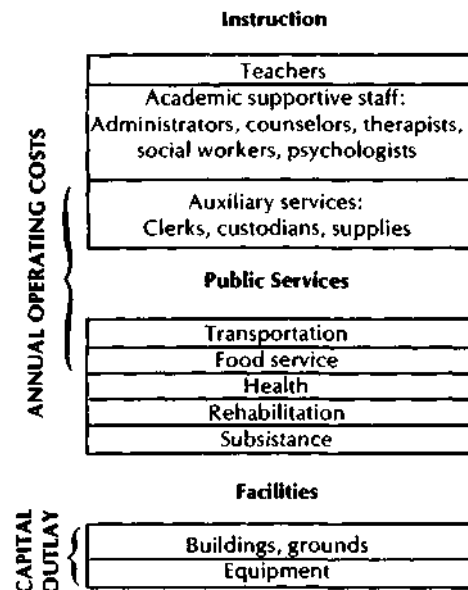 Instruction
Teachers
Academic supportive staff:
Administrators, counselors, therapists,
social workers, psychologists
Auxiliary services:
Clerks, custodians, supplies
ANNUAL OPERATING COSTS
Public Services
Transportation
Food service
Health
Rehabilitation
Subsistance
Facilities
CAPITAL
OUTLAY
Buildings, grounds
Equipment